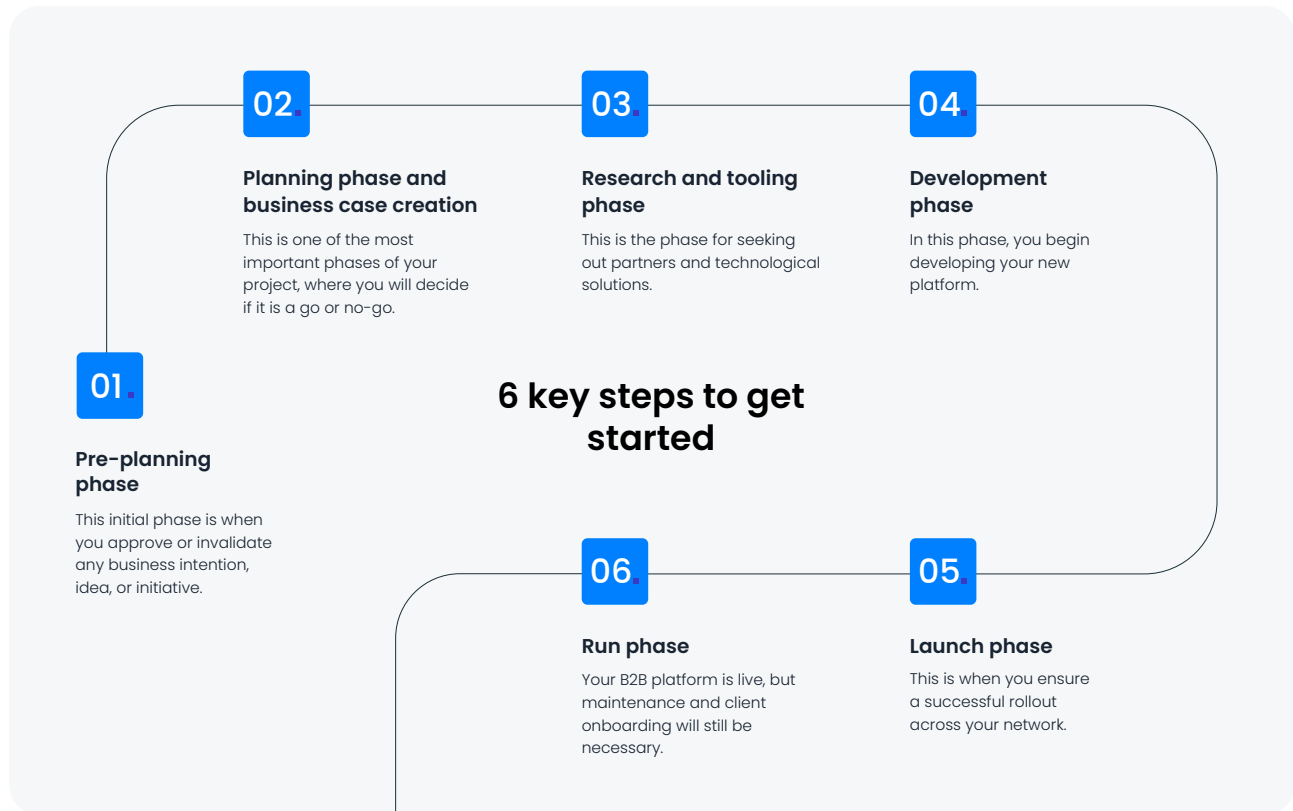 02.
Planning phase and
business case creation
This is one of the most
important phases of your
project, where you will decide
if it is a go or no-go.
03.
Research and tooling
phase
This is the phase for seeking
out partners and technological
solutions.
04.
Development
phase
In this phase, you begin
developing your new
platform.
01.
Pre-planning
phase
This initial phase is when
you approve or invalidate
any business intention,
idea, or initiative.
6 key steps to get
started
06.
Run phase
Your B2B platform is live, but
maintenance and client
onboarding will still be
necessary.
05.
Launch phase
This is when you ensure
a successful rollout
across your network.